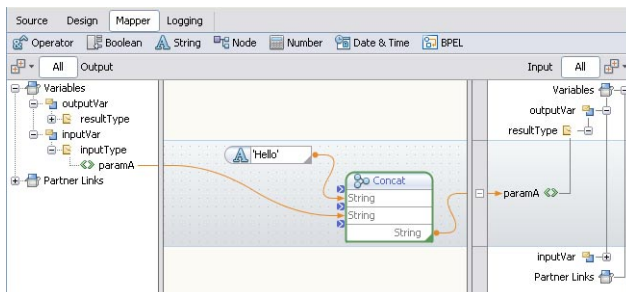 Source Design Mapper Logging
Operator Boolean String Node Number Date & Time BPEL
All Output Input All
Variables
outputVar
resultType
inputVar
inputType
paramA
Partner Links
'Hello'
Concat
String
String
String
Variables
outputVar
resultType
paramA
inputVar
Partner Links